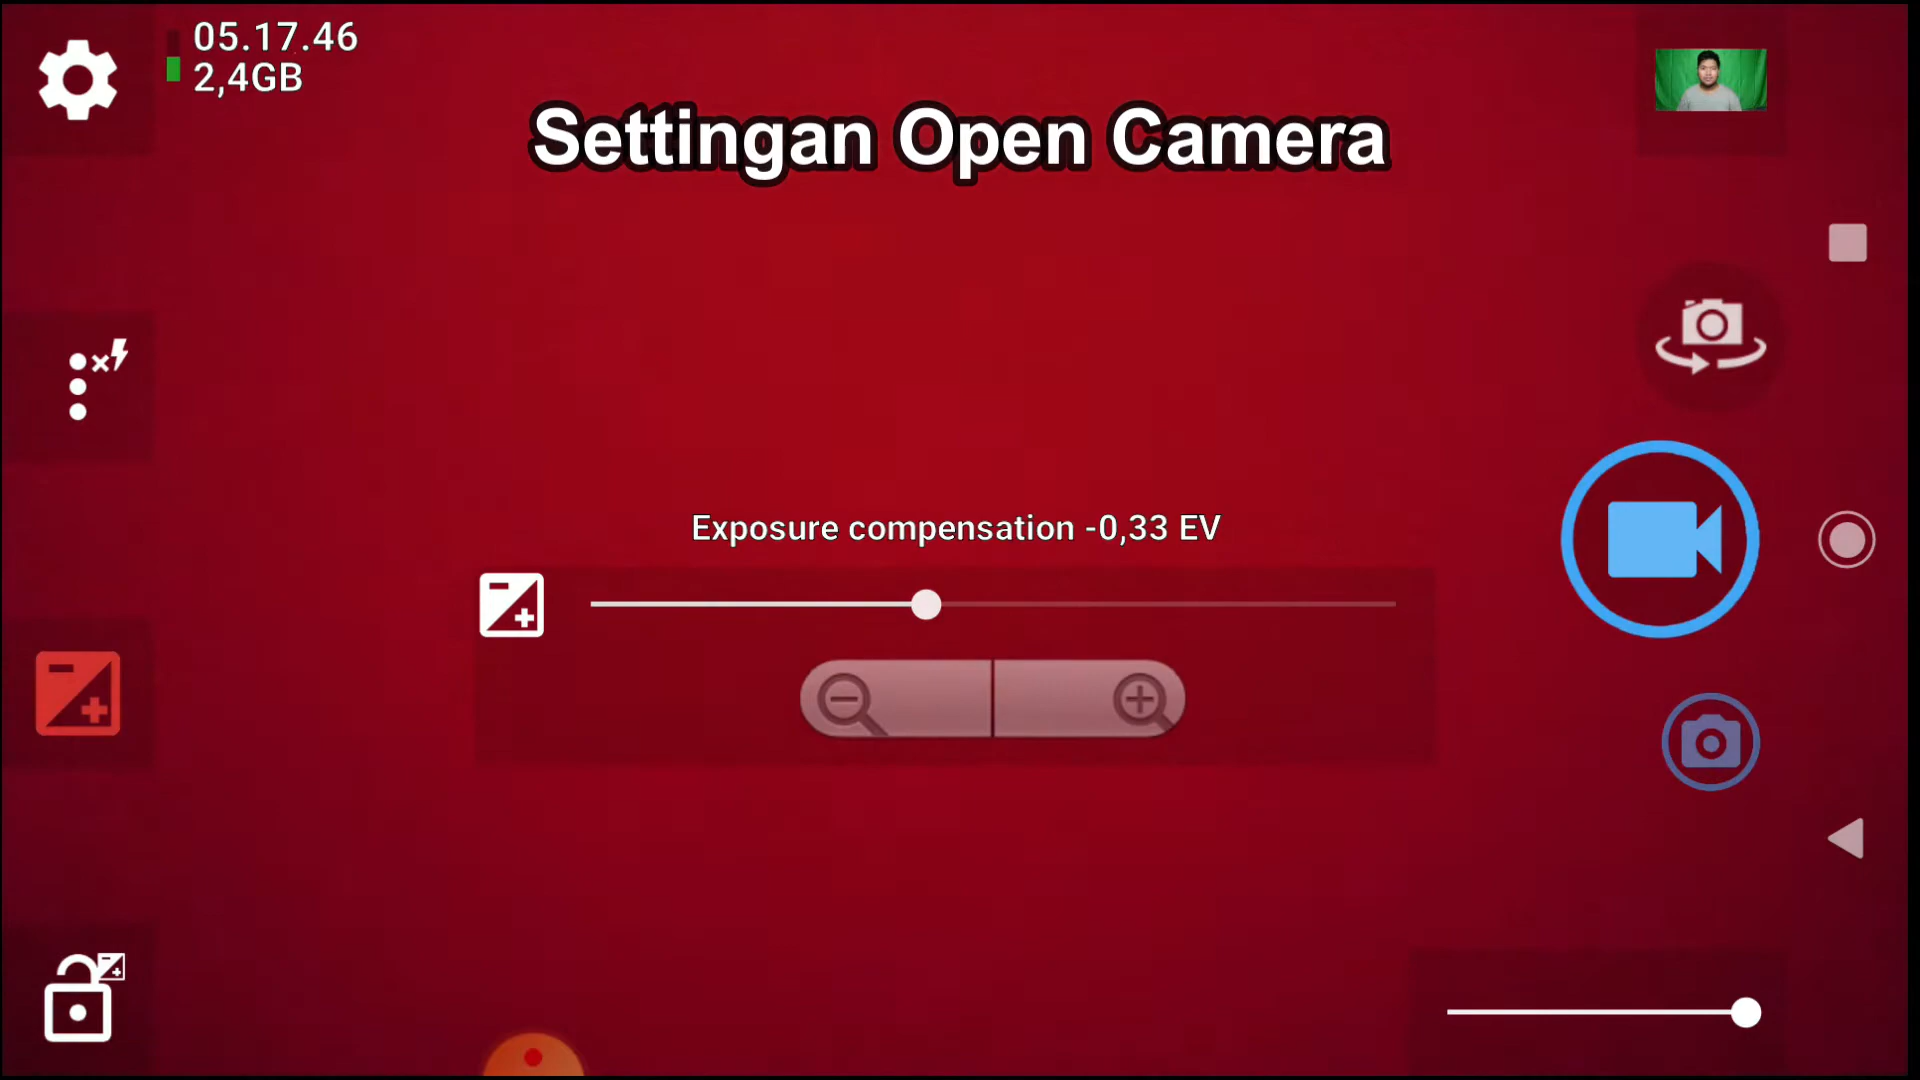 05.17.46
2,4GB
Settingan Open Camera
Exposure compensation -0,33 EV